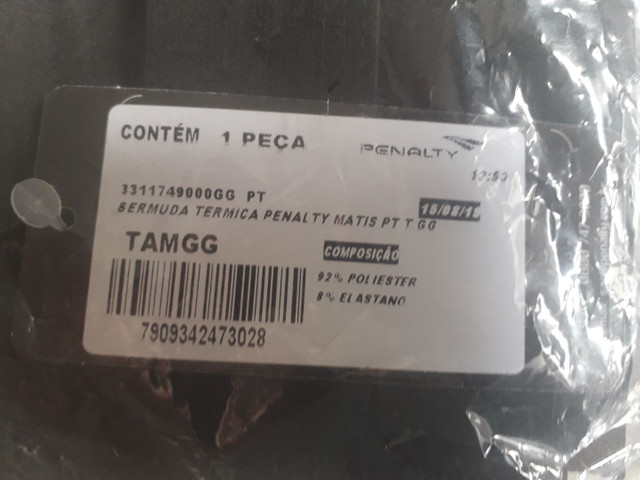 CONTÉM 1 PEÇA
PENALTY
3311749000GG PT
BERMUDA TERMICA PENALTY MATIS PT T GG
TAMGG
COMPOSIÇÃO
92% POLIESTER
8% ELASTANO
7909342473028